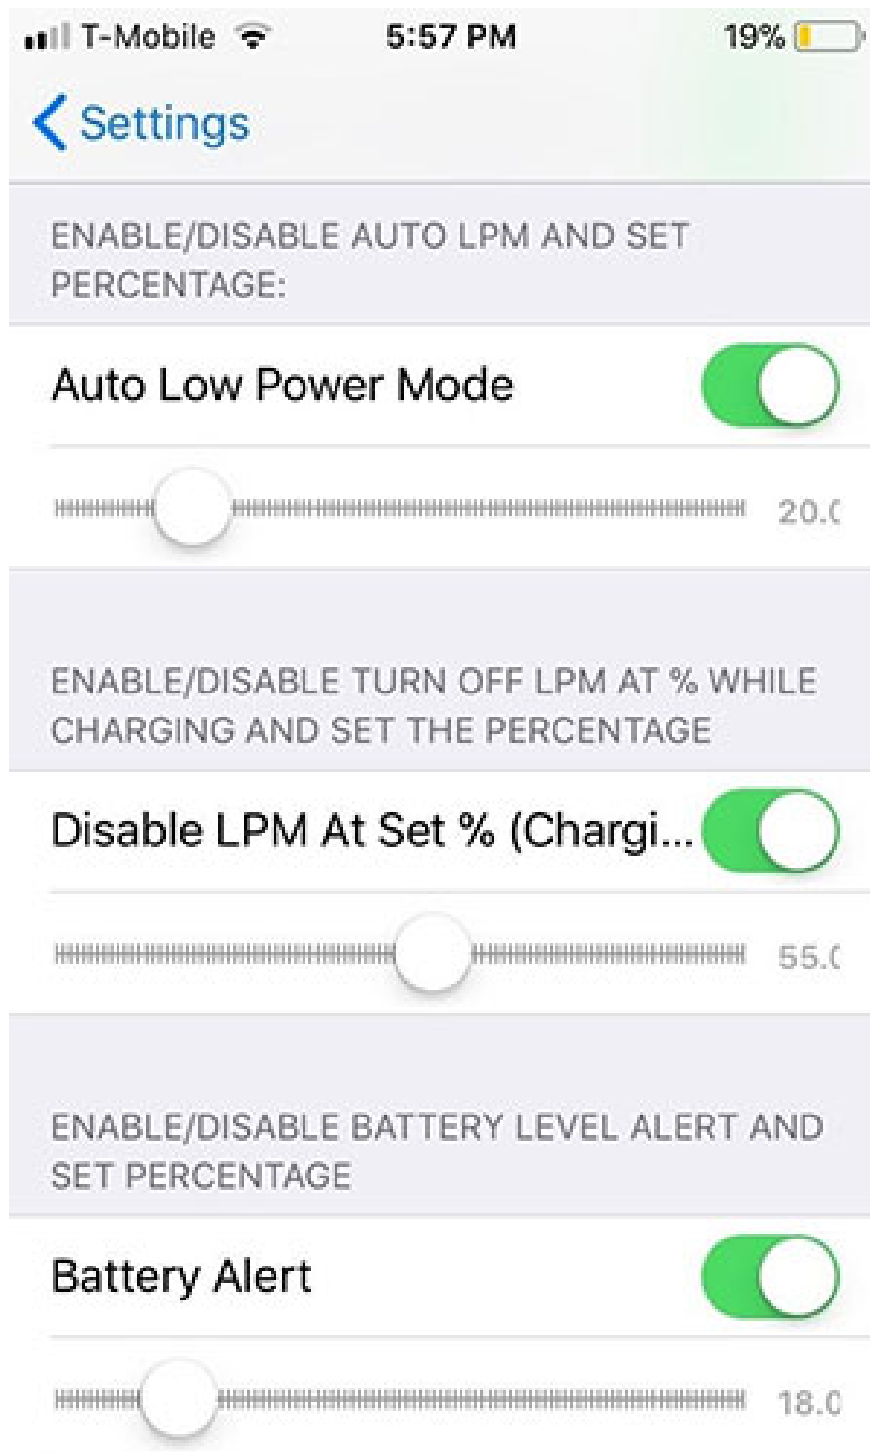 T-Mobile 5:57 PM 19%
Settings
ENABLE/DISABLE AUTO LPM AND SET
PERCENTAGE:
Auto Low Power Mode
20.0
ENABLE/DISABLE TURN OFF LPM AT % WHILE
CHARGING AND SET THE PERCENTAGE
Disable LPM At Set % (Chargi...
55.0
ENABLE/DISABLE BATTERY LEVEL ALERT AND
SET PERCENTAGE
Battery Alert
18.0